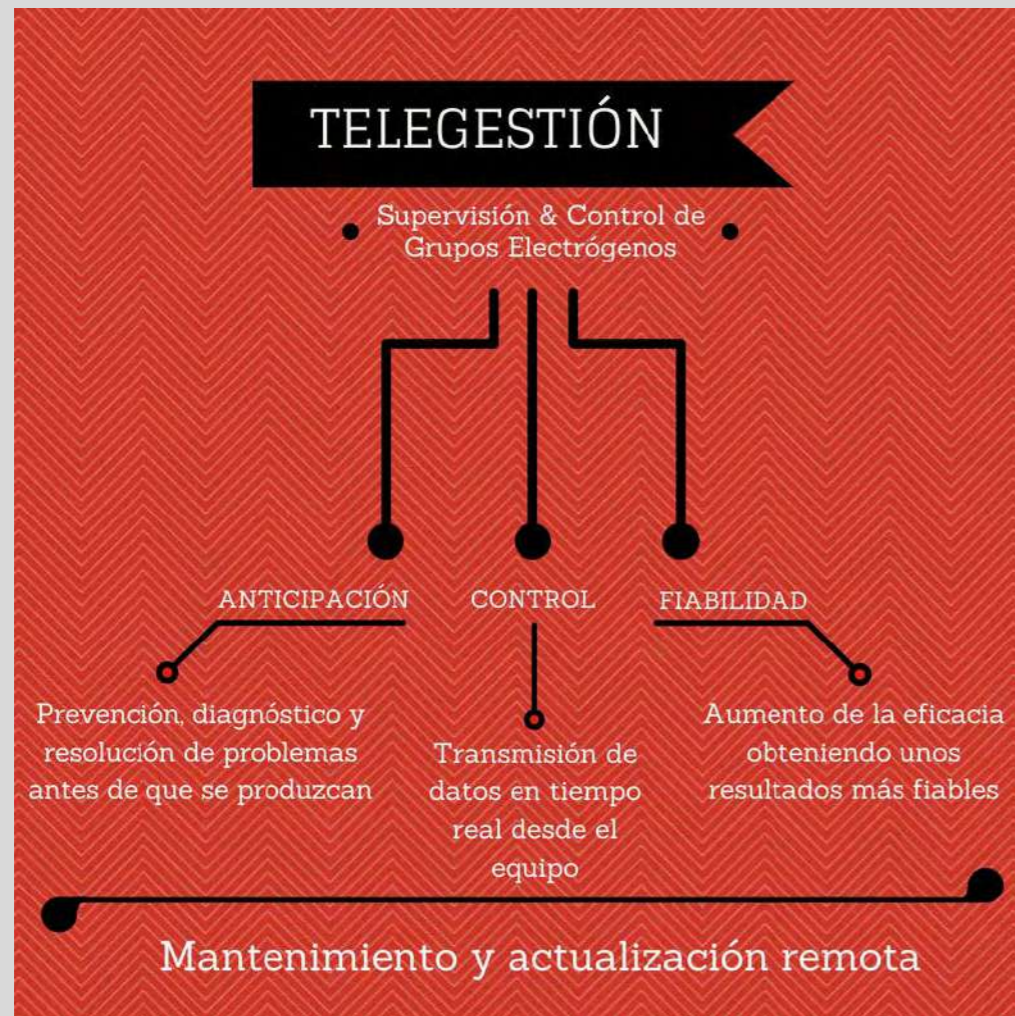 TELEGESTIÓN
Supervisión & Control de
Grupos Electrógenos
ANTICIPACIÓN
Prevención, diagnóstico y
resolución de problemas
antes de que se produzcan
CONTROL
Transmisión de
datos en tiempo
real desde el
equipo
FIABILIDAD
Aumento de la eficacia
obteniendo unos
resultados más fiables
Mantenimiento y actualización remota